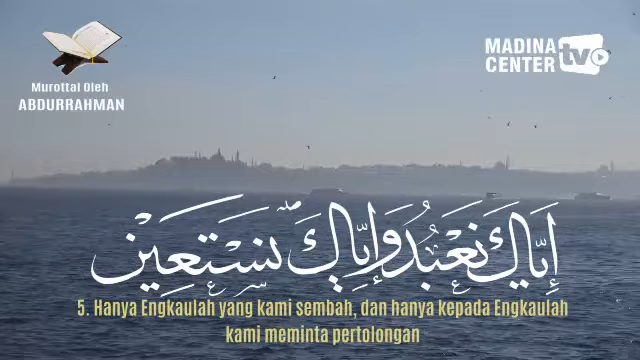 Murottal Oleh
ABDURRAHMAN
MADINA
CENTER tv
إِيَّاكَ نَعْبُدُ وَإِيَّاكَ نَسْتَعِيْنُ
5. Hanya Engkaulah yang kami sembah, dan hanya kepada Engkaulah
kami meminta pertolongan